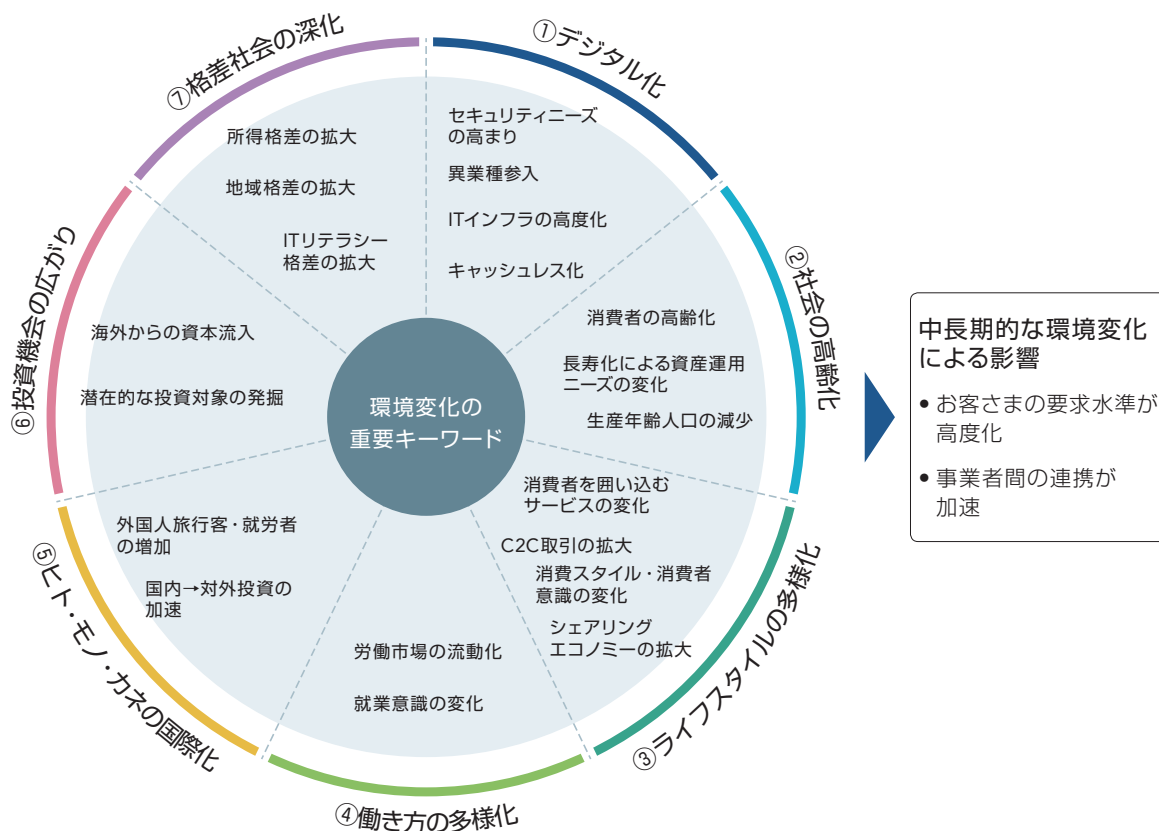 ①デジタル化
セキュリティニーズ
の高まり
異業種参入
ITインフラの高度化
キャッシュレス化
②社会の高齢化
消費者の高齢化
長寿化による資産運用
ニーズの変化
生産年齢人口の減少
③ライフスタイルの多様化
消費者を囲い込む
サービスの変化
C2C取引の拡大
消費スタイル・消費者
意識の変化
シェアリング
エコノミーの拡大
④働き方の多様化
労働市場の流動化
就業意識の変化
⑤ヒト・モノ・カネの国際化
外国人旅行客・就労者
の増加
国内→対外投資の
加速
⑥投資機会の広がり
海外からの資本流入
潜在的な投資対象の発掘
⑦格差社会の深化
所得格差の拡大
地域格差の拡大
ITリテラシー
格差の拡大
環境変化の
重要キーワード
中長期的な環境変化
による影響
• お客さまの要求水準が
高度化
• 事業者間の連携が
加速